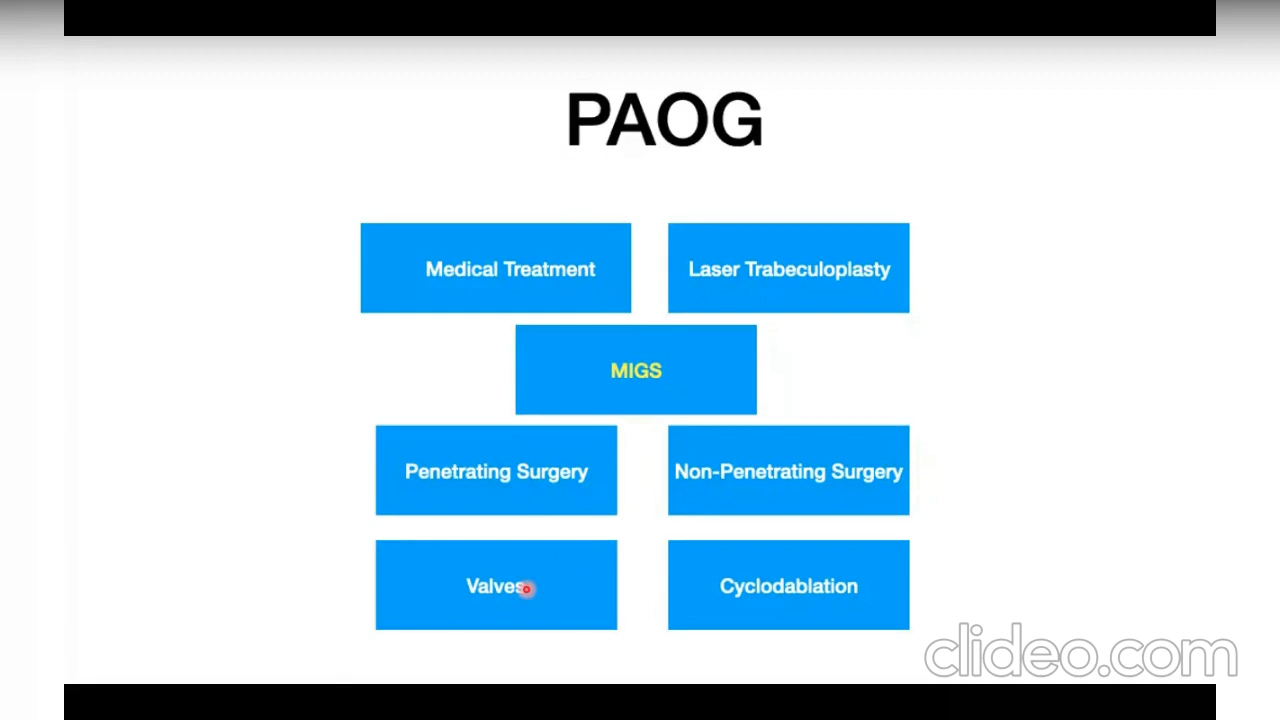 PAOG
Medical Treatment
Laser Trabeculoplasty
MIGS
Penetrating Surgery
Non-Penetrating Surgery
Valves
Cyclodablation
clideo.com